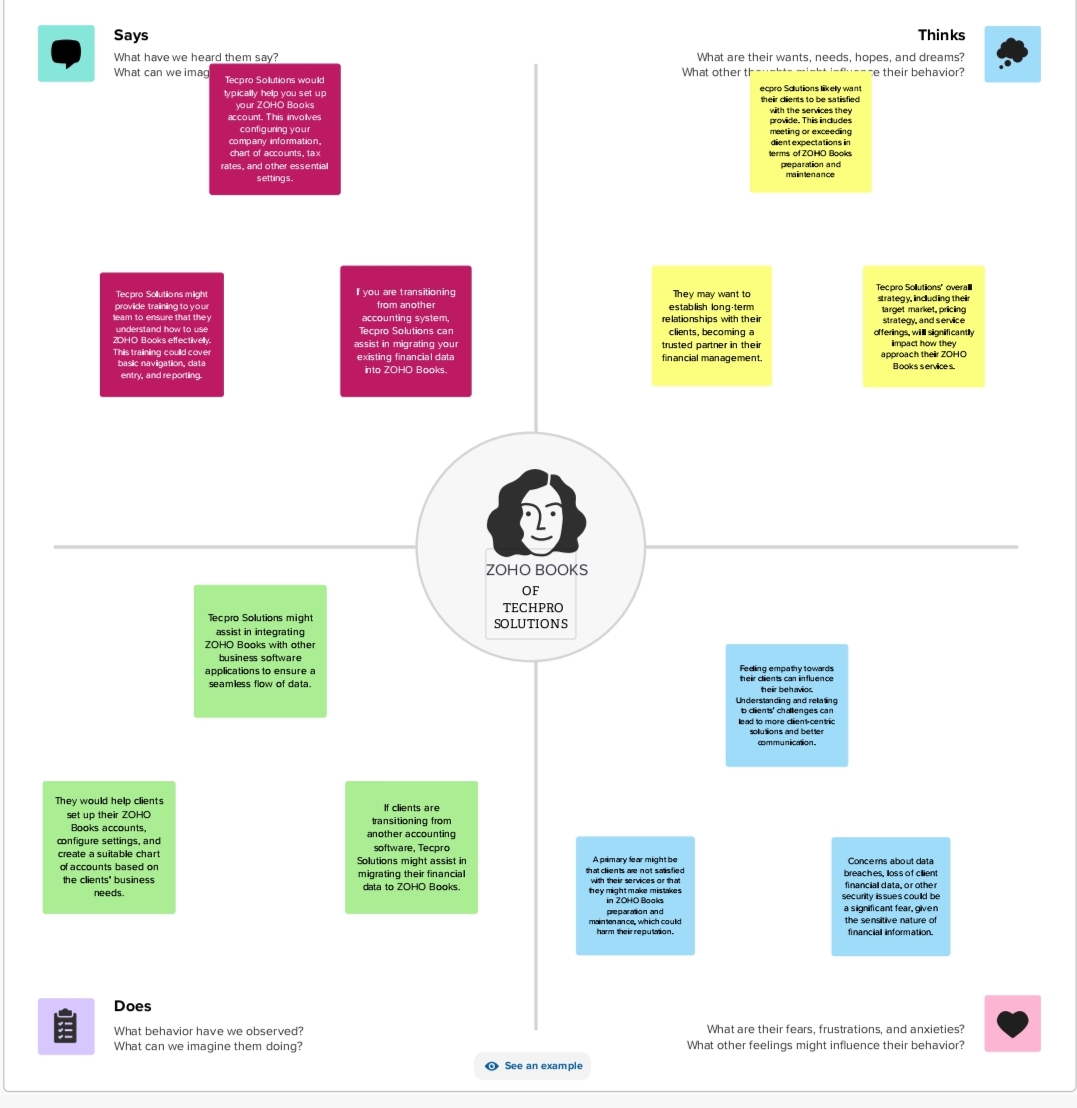 Says
What have we heard them say?
What can we imag
Tecpro Solutions would
typically help you set up
your ZOHO Books
account. This involves
configuring your
company information,
chart of accounts, tax
rates, and other essential
settings.
Tecpro Solutions might
provide training to your
team to ensure that they
understand how to use
ZOHO Books effectively.
This training could cover
basic navigation, data
entry, and reporting.
If you are transitioning
from another
accounting system,
Tecpro Solutions can
assist in migrating your
existing financial data
into ZOHO Books.
Thinks
What are their wants, needs, hopes, and dreams?
What other thoughts might influence their behavior?
ecpro Solutions likely want
their clients to be satisfied
with the services they
provide. This includes
meeting or exceeding
client expectations in
terms of ZOHO Books
preparation and
maintenance
They may want to
establish long-term
relationships with their
clients, becoming a
trusted partner in their
financial management.
Tecpro Solutions' overall
strategy, including their
target market, pricing
strategy, and service
offerings, will significantly
impact how they
approach their ZOHO
Books services.
ZOHO BOOKS
OF
TECHPRO
SOLUTIONS
Tecpro Solutions might
assist in integrating
ZOHO Books with other
business software
applications to ensure a
seamless flow of data.
They would help clients
set up their ZOHO
Books accounts,
configure settings, and
create a suitable chart
of accounts based on
the clients' business
needs.
If clients are
transitioning from
another accounting
software, Tecpro
Solutions might assist in
migrating their financial
data to ZOHO Books.
Does
What behavior have we observed?
What can we imagine them doing?
Feeling empathy towards
their clients can influence
their behavior.
Understanding and relating
to clients' challenges can
lead to more client-centric
solutions and better
communication.
A primary fear might be
that clients are not satisfied
with their services or that
they might make mistakes
in ZOHO Books
preparation and
maintenance, which could
harm their reputation.
Concerns about data
breaches, loss of client
financial data, or other
security issues could be
a significant fear, given
the sensitive nature of
financial information.
What are their fears, frustrations, and anxieties?
What other feelings might influence their behavior?
See an example